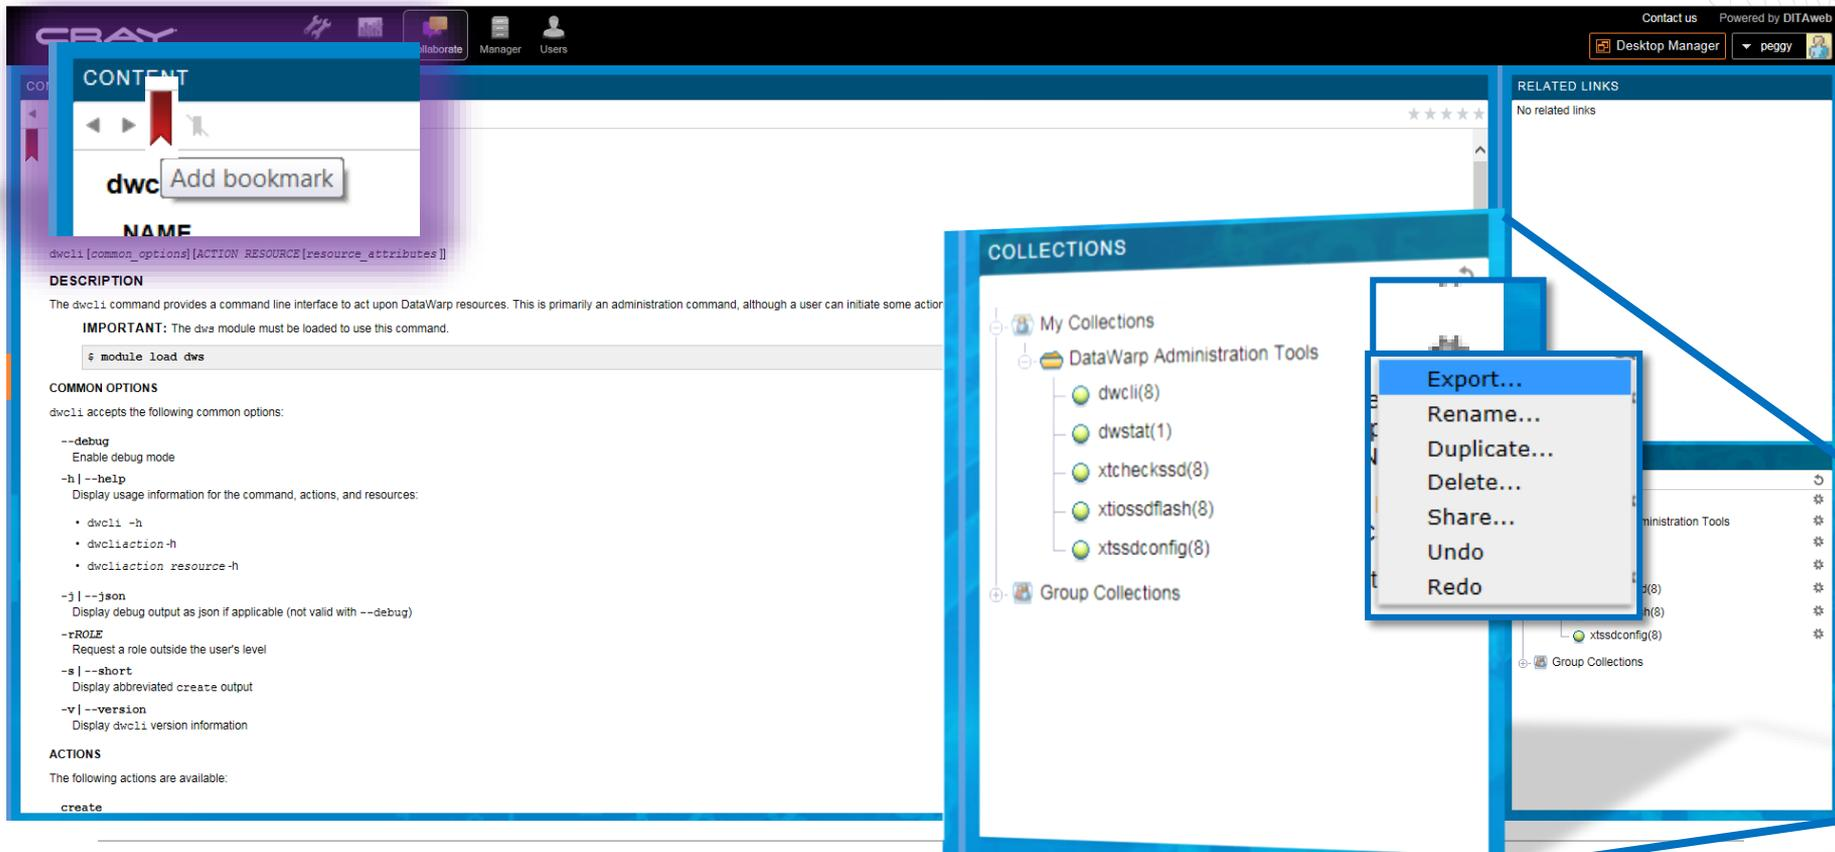 Contact us Powered by DITAweb
CRAY
Collaborate Manager Users
Desktop Manager peggy
CONTENT
Add bookmark
dwc
NAME
dwcli [common_options] [ACTION RESOURCE [resource_attributes]]
DESCRIPTION
The dwcli command provides a command line interface to act upon DataWarp resources. This is primarily an administration command, although a user can initiate some action
IMPORTANT: The dws module must be loaded to use this command.
$ module load dws
COMMON OPTIONS
dwcli accepts the following common options:
--debug
Enable debug mode
-h | --help
Display usage information for the command, actions, and resources:
• dwcli -h
• dwcliaction -h
• dwcliaction resource -h
-j | --json
Display debug output as json if applicable (not valid with --debug)
-rROLE
Request a role outside the user's level
-s | --short
Display abbreviated create output
-v | --version
Display dwcli version information
ACTIONS
The following actions are available:
create
COLLECTIONS
My Collections
DataWarp Administration Tools
dwcli(8)
dwstat(1)
xtcheckssd(8)
xtiossdflash(8)
xtssdconfig(8)
Group Collections
Export...
Rename...
Duplicate...
Delete...
Share...
Undo
Redo
RELATED LINKS
No related links
ministration Tools
d(8)
h(8)
xtssdconfig(8)
Group Collections